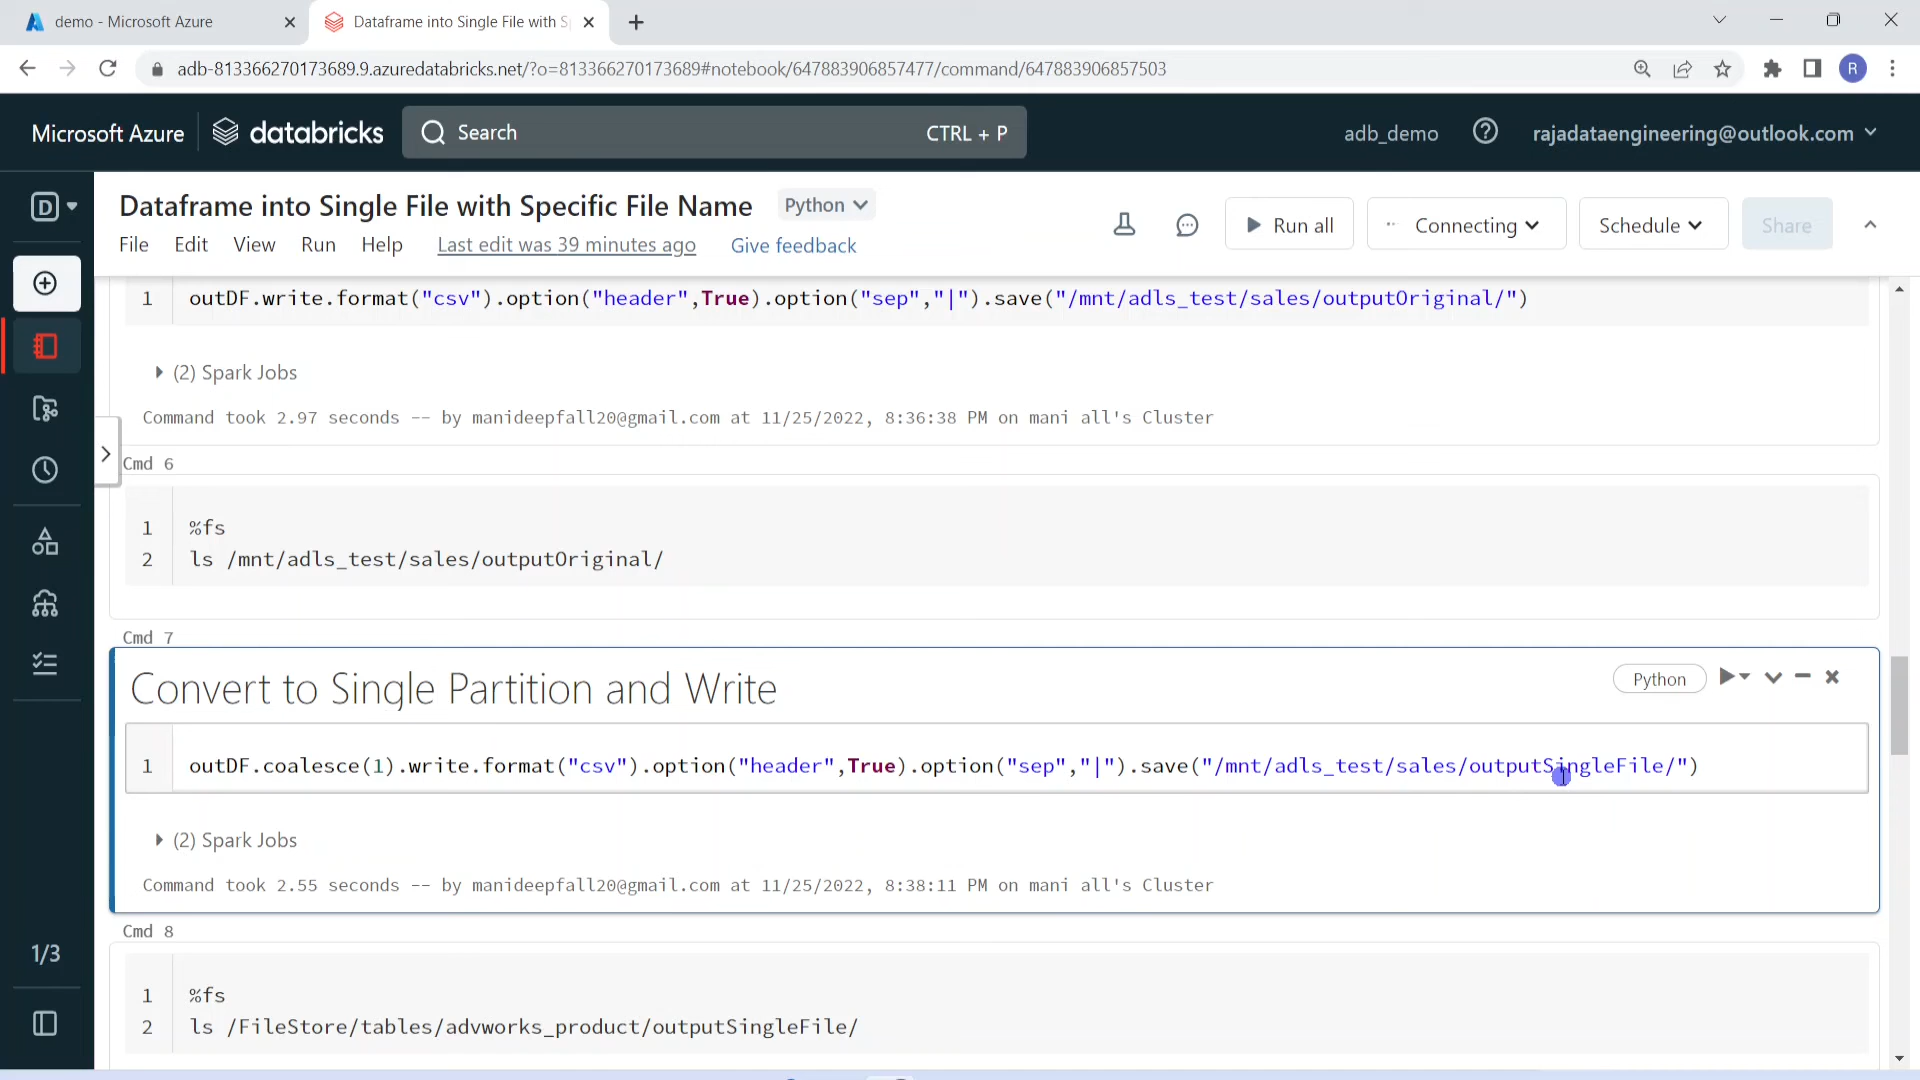 demo - Microsoft Azure
Dataframe into Single File with S
adb-813366270173689.9.azuredatabricks.net/?o=813366270173689#notebook/647883906857477/command/647883906857503
R
Microsoft Azure
databricks
Search
CTRL + P
adb_demo
rajadataengineering@outlook.com
D
Dataframe into Single File with Specific File Name
Python
File
Edit
View
Run
Help
Last edit was 39 minutes ago
Give feedback
Run all
Connecting
Schedule
Share
1 outDF.write.format("csv").option("header",True).option("sep","|").save("/mnt/adls_test/sales/outputOriginal/")
(2) Spark Jobs
Command took 2.97 seconds -- by manideepfall20@gmail.com at 11/25/2022, 8:36:38 PM on mani all's Cluster
Cmd 6
1 %fs
2 ls /mnt/adls_test/sales/outputOriginal/
Cmd 7
Convert to Single Partition and Write
Python
1 outDF.coalesce(1).write.format("csv").option("header",True).option("sep","|").save("/mnt/adls_test/sales/outputSingleFile/")
(2) Spark Jobs
Command took 2.55 seconds -- by manideepfall20@gmail.com at 11/25/2022, 8:38:11 PM on mani all's Cluster
Cmd 8
1/3
1 %fs
2 ls /FileStore/tables/advworks_product/outputSingleFile/